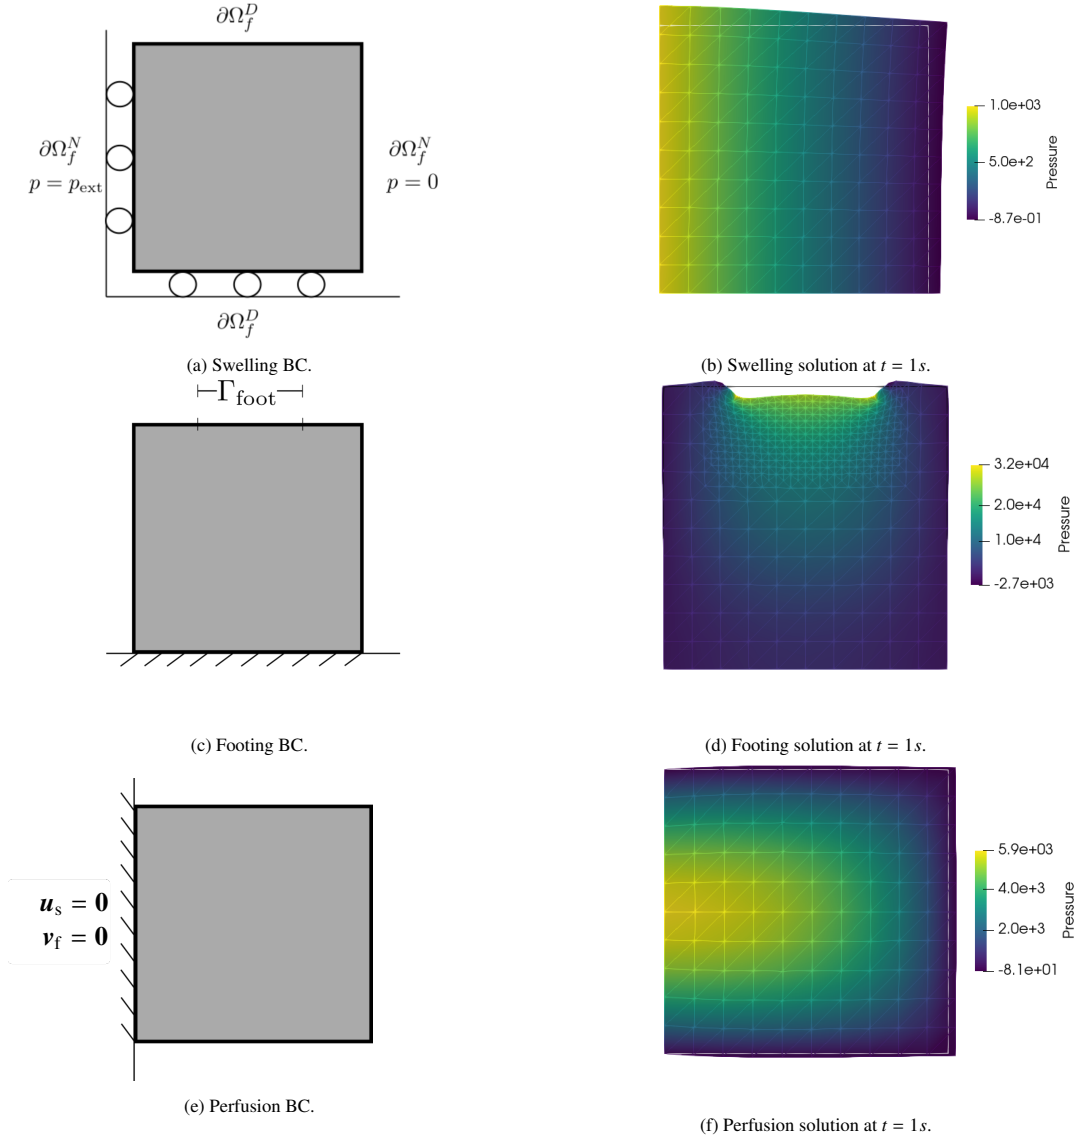 ∂Ω_f^D
∂Ω_f^N
p = p_ext
∂Ω_f^N
p = 0
∂Ω_f^D
(a) Swelling BC.
1.0e+03
5.0e+2
-8.7e-01
Pressure
(b) Swelling solution at t = 1s.
Γ_foot
(c) Footing BC.
3.2e+04
2.0e+4
1.0e+4
-2.7e+03
Pressure
(d) Footing solution at t = 1s.
u_s = 0
v_f = 0
(e) Perfusion BC.
5.9e+03
4.0e+3
2.0e+3
-8.1e+01
Pressure
(f) Perfusion solution at t = 1s.